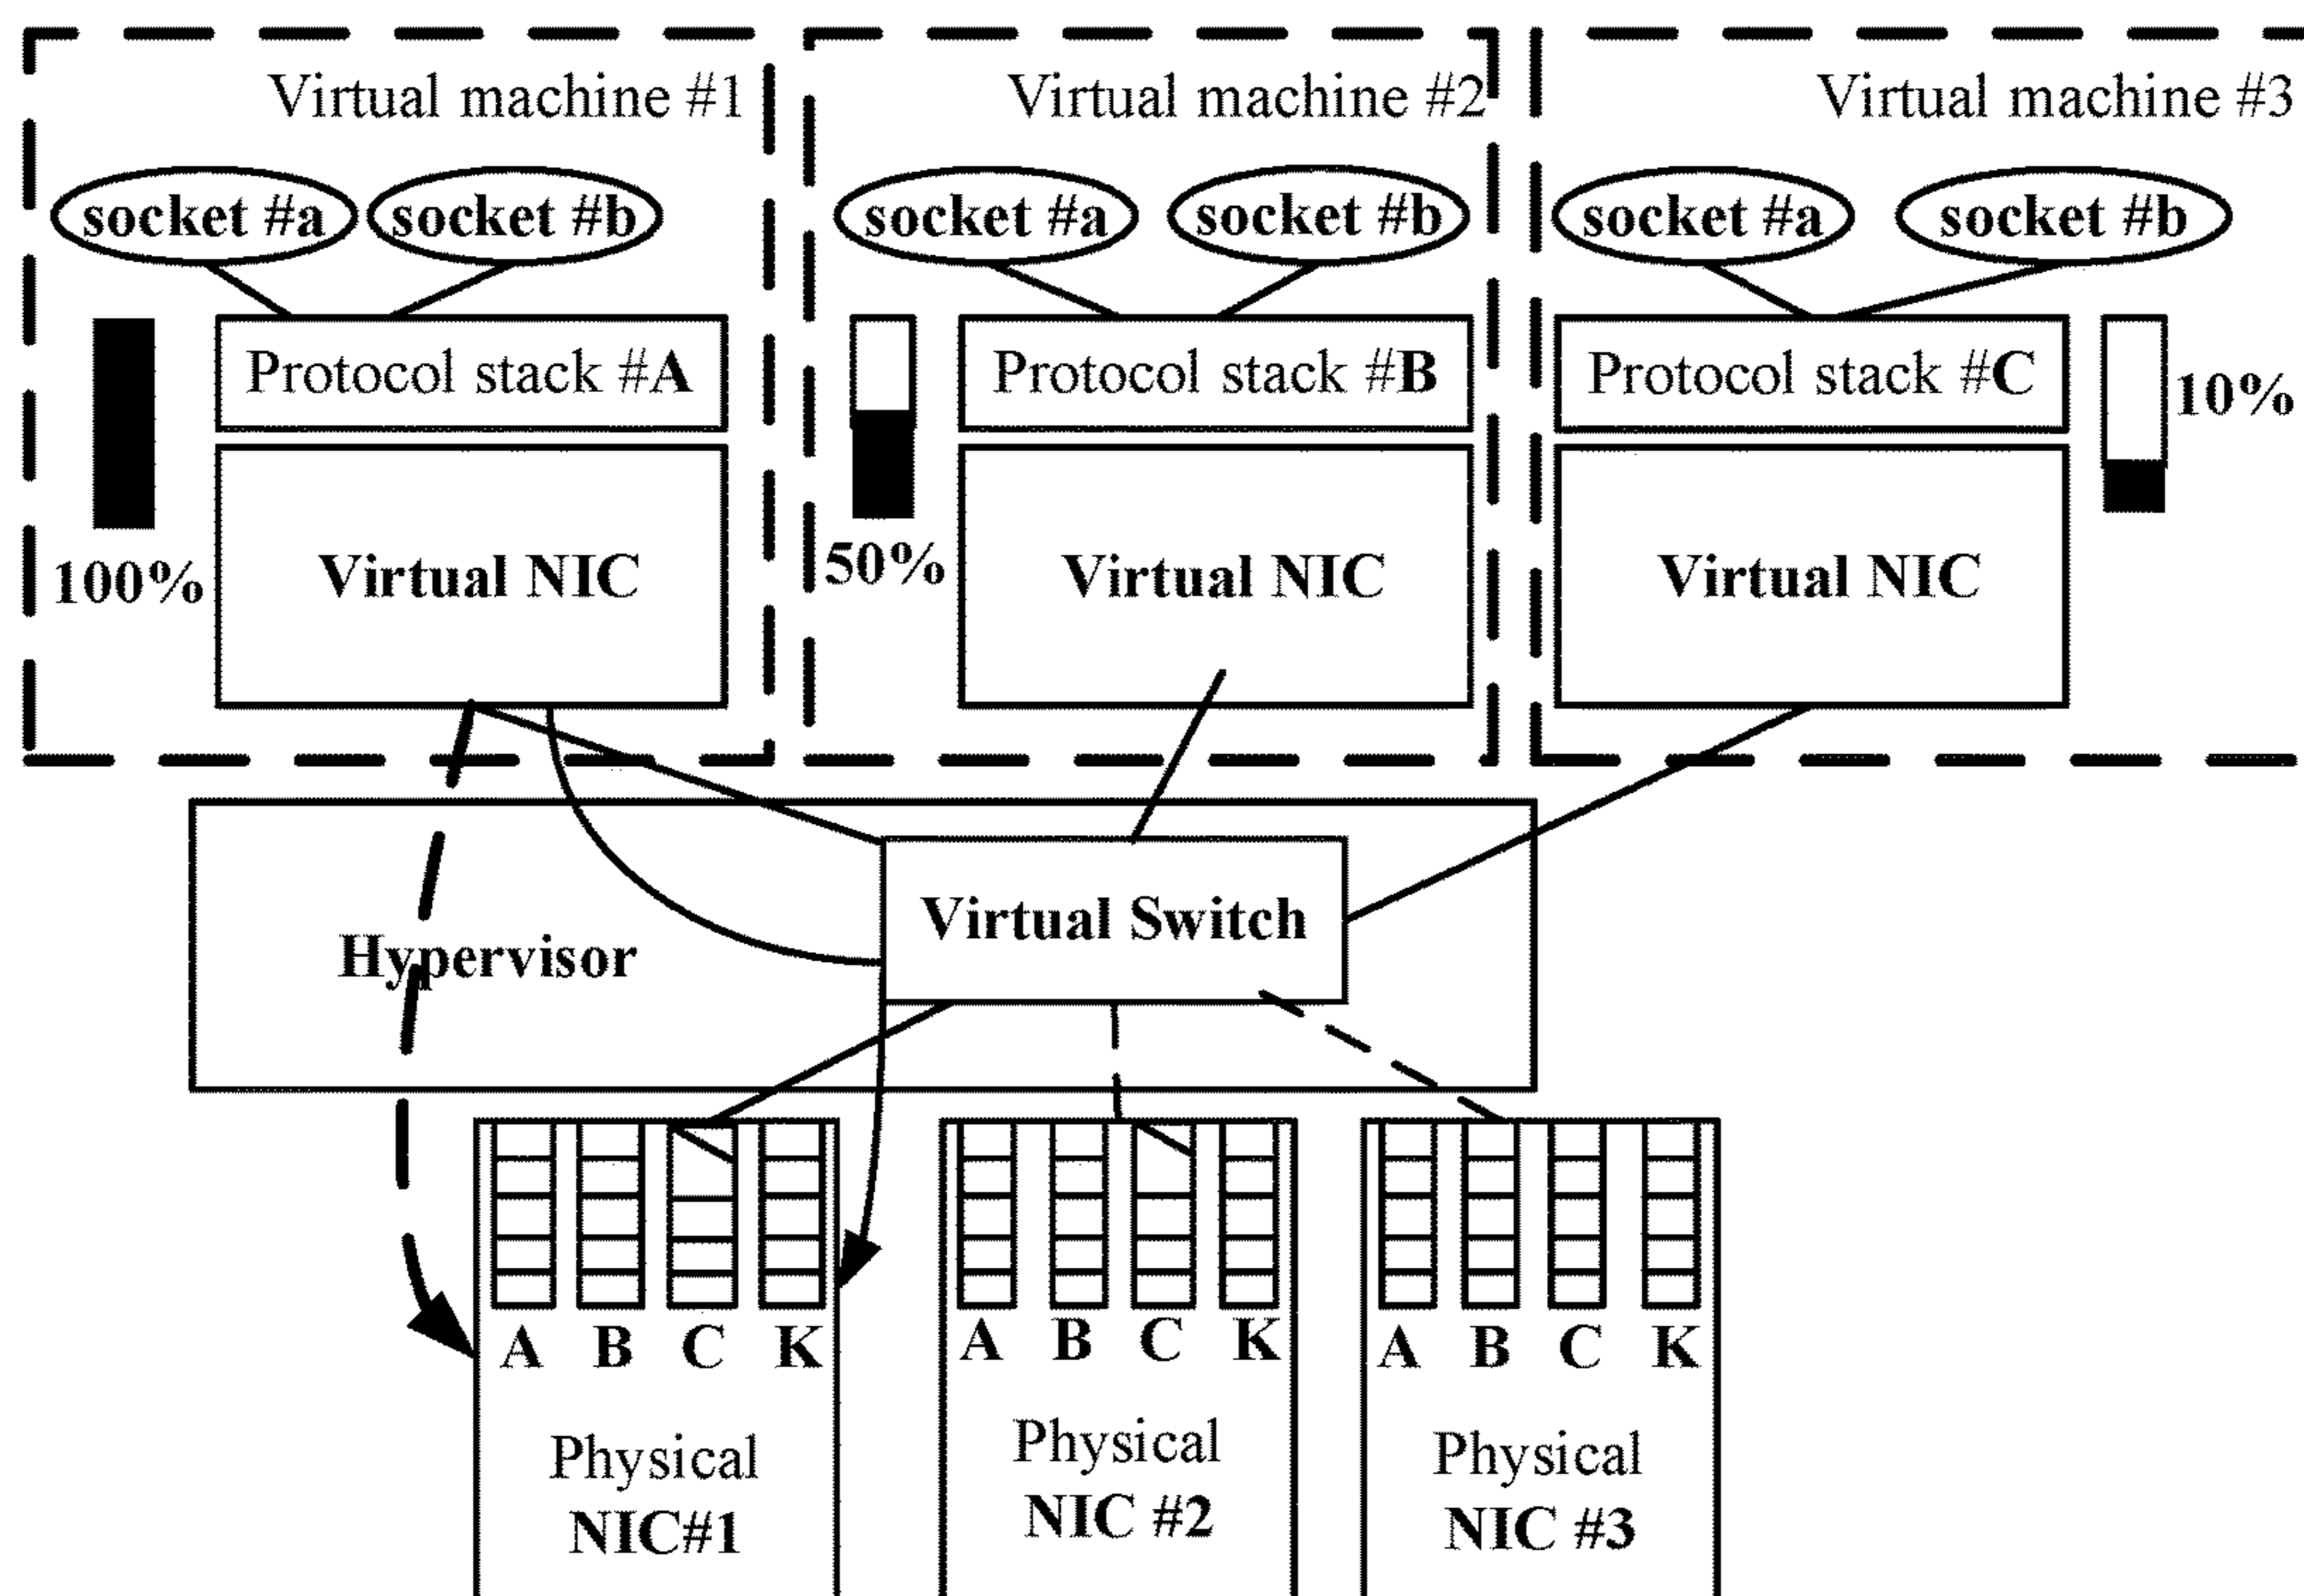 Virtual machine #1
Virtual machine #2
Virtual machine #3
socket #a
socket #b
socket #a
socket #b
socket #a
socket #b
Protocol stack #A
Protocol stack #B
Protocol stack #C
10%
100%
Virtual NIC
50%
Virtual NIC
Virtual NIC
Virtual Switch
Hypervisor
A B C K
A B C K
A B C K
Physical
NIC#1
Physical
NIC #2
Physical
NIC #3